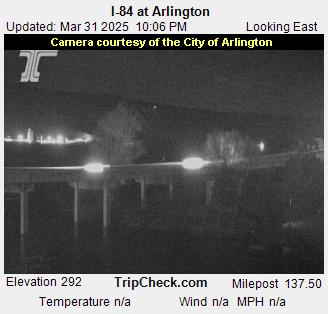 I-84 at Arlington
Updated: Mar 31 2025 10:06 PM Looking East
Camera courtesy of the City of Arlington
Elevation 292 TripCheck.com Milepost 137.50
Temperature n/a Wind n/a MPH n/a